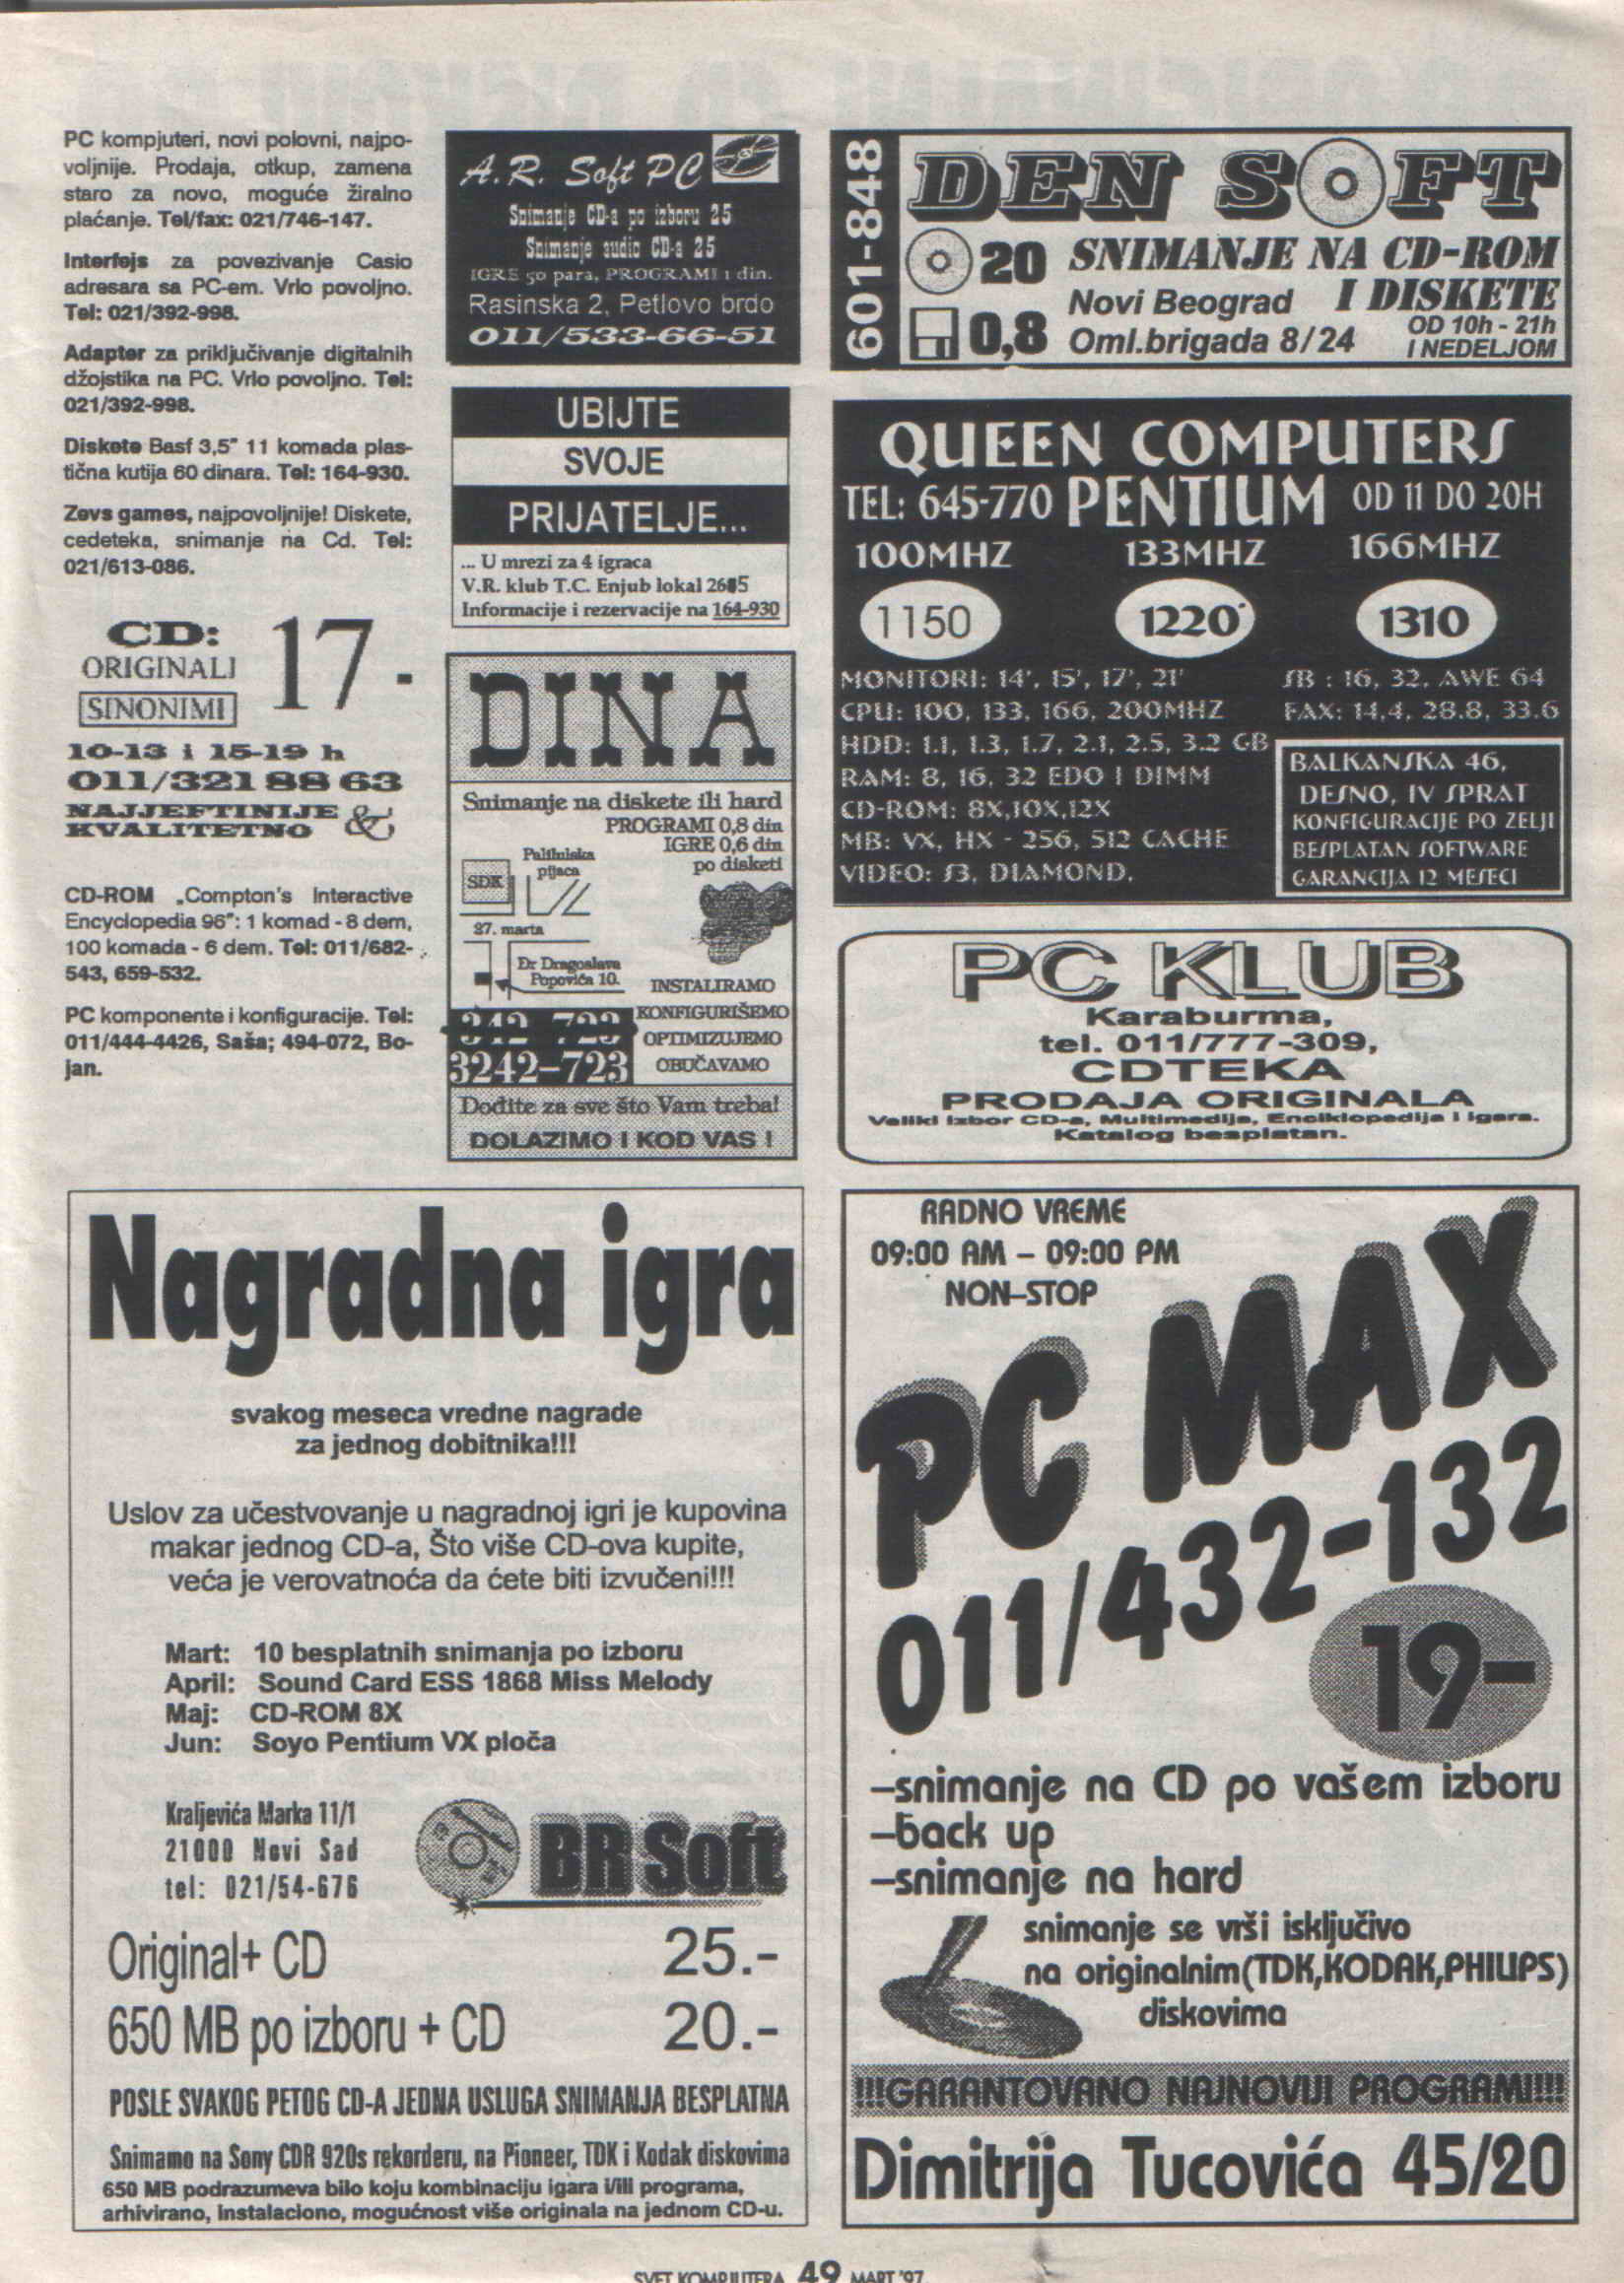 PC kompjuteri, novi polovni, najpo-
voljnije. Prodaja, otkup, zamena
staro za novo, moguće žiralno
plaćanje. Tel/fax: 021/746-147.
Interfejs za povezivanje Casio
adresara sa PC-em. Vrlo povoljno.
Tel: 021/392-998.
Adapter za priključivanje digitalnih
džojstika na PC. Vrlo povoljno. Tel:
021/392-998.
Diskete Basf 3,5" 11 komada plas-
tična kutija 60 dinara. Tel: 164-930.
Zevs games, najpovoljnije! Diskete,
cedeteka, snimanje na Cd. Tel:
021/613-086.
CD: 17.-
ORIGINALI
SINONIMI
10-13 i 15-19 h
011/321 88 63
NAJJEFTINIJE &
KVALITETNO
CD-ROM „Compton's Interactive
Encyclopedia 96": 1 komad - 8 dem,
100 komada - 6 dem. Tel: 011/682-
543, 659-532.
PC komponente i konfiguracije. Tel:
011/444-4426, Saša; 494-072, Bo-
jan.
A.R. Soft PC
Snimanje CD-a po izboru 25
Snimanje audio CD-a 25
IGRE 50 para, PROGRAMI 1 din.
Rasinska 2, Petlovo brdo
011/533-66-51
UBIJTE
SVOJE
PRIJATELJE...
... U mrezi za 4 igraca
V.R. klub T.C. Enjub lokal
Informacije i rezervacije na 164-930
DINA
Snimanje na diskete ili hard
PROGRAMI 0,8 din
IGRE 0,6 din
po disketi
Palilulska
pijaca
SDK
27. marta
Dr Dragoslava
Popovića 10.
INSTALIRAMO
KONFIGURIŠEMO
OPTIMIZUJEMO
OBUČAVAMO
342-723
3242-723
Dođite za sve što Vam treba!
DOLAZIMO I KOD VAS !
601-848
DEN SOFT
20 SNIMANJE NA CD-ROM
I DISKETE
Novi Beograd
0,8 Oml.brigada 8/24
OD 10h - 21h
I NEDELJOM
QUEEN COMPUTERS
TEL: 645-770 PENTIUM OD 11 DO 20H
100MHZ 133MHZ 166MHZ
1150 1220 1310
MONITORI: 14', 15', 17', 21'
CPU: 100, 133, 166, 200MHZ
HDD: 1.1, 1.3, 1.7, 2.1, 2.5, 3.2 GB
RAM: 8, 16, 32 EDO I DIMM
CD-ROM: 8X,10X,12X
MB: VX, HX - 256, 512 CACHE
VIDEO: S3, DIAMOND,
SB : 16, 32, AWE 64
FAX: 14,4, 28.8, 33.6
BALKANSKA 46,
DESNO, IV SPRAT
KONFIGURACIJE PO ZELJI
BESPLATAN SOFTWARE
GARANCIJA 12 MESECI
PC KLUB
Karaburma,
tel. 011/777-309,
CDTEKA
PRODAJA ORIGINALA
Veliki izbor CD-a, Multimedija, Enciklopedija i Igara.
Katalog besplatan.
Nagradna igra
svakog meseca vredne nagrade
za jednog dobitnika!!!
Uslov za učestvovanje u nagradnoj igri je kupovina
makar jednog CD-a, Što više CD-ova kupite,
veća je verovatnoća da ćete biti izvučeni!!!
Mart: 10 besplatnih snimanja po izboru
April: Sound Card ESS 1868 Miss Melody
Maj: CD-ROM 8X
Jun: Soyo Pentium VX ploča
Kraljevića Marka 11/1
21000 Novi Sad
tel: 021/54-676
BR Soft
Original+ CD 25.-
650 MB po izboru + CD 20.-
POSLE SVAKOG PETOG CD-A JEDNA USLUGA SNIMANJA BESPLATNA
Snimamo na Sony CDR 920s rekorderu, na Pioneer, TDK i Kodak diskovima
650 MB podrazumeva bilo koju kombinaciju igara i/ili programa,
arhivirano, instalaciono, mogućnost više originala na jednom CD-u.
RADNO VREME
09:00 AM – 09:00 PM
NON-STOP
PC MAX
011/432-132
19-
-snimanje na CD po vašem izboru
-back up
-snimanje na hard
snimanje se vrši isključivo
na originalnim(TDK,KODAK,PHILIPS)
diskovima
!!!GARANTOVANO NAJNOVIJI PROGRAMI!!!
Dimitrija Tucovića 45/20
SVET KOMPJUTERA 49 MART '97.